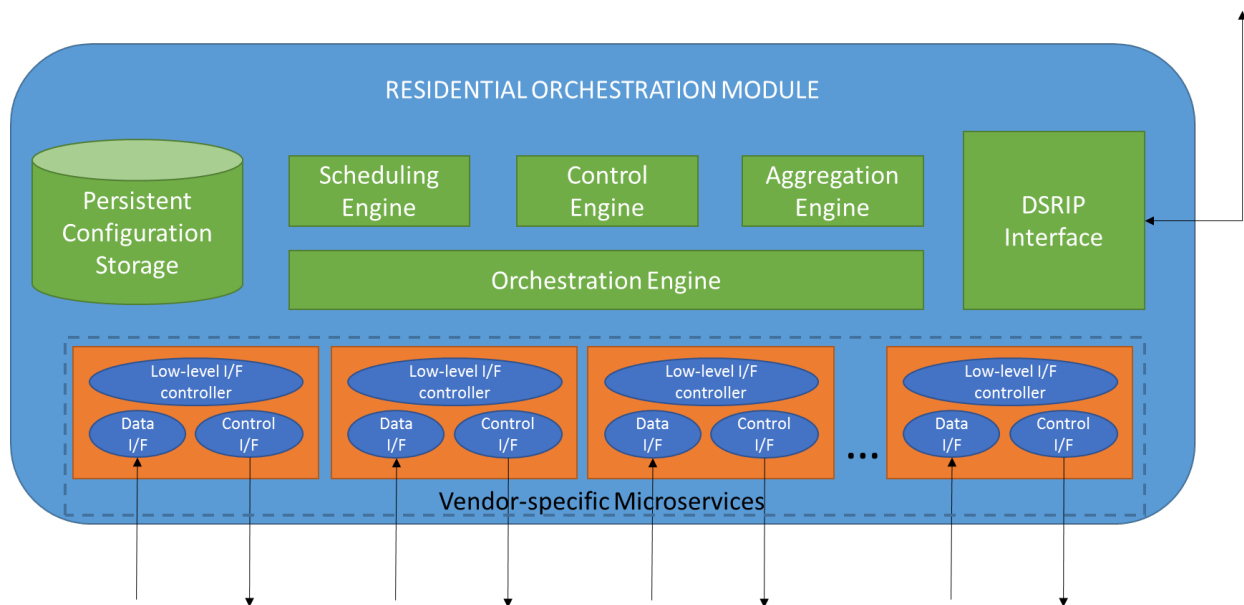 RESIDENTIAL ORCHESTRATION MODULE
Persistent
Configuration
Storage
Scheduling
Engine
Control
Engine
Aggregation
Engine
DSRIP
Interface
Orchestration Engine
Low-level I/F
controller
Data
I/F
Control
I/F
Low-level I/F
controller
Data
I/F
Control
I/F
Low-level I/F
controller
Data
I/F
Control
I/F
...
Low-level I/F
controller
Data
I/F
Control
I/F
Vendor-specific Microservices